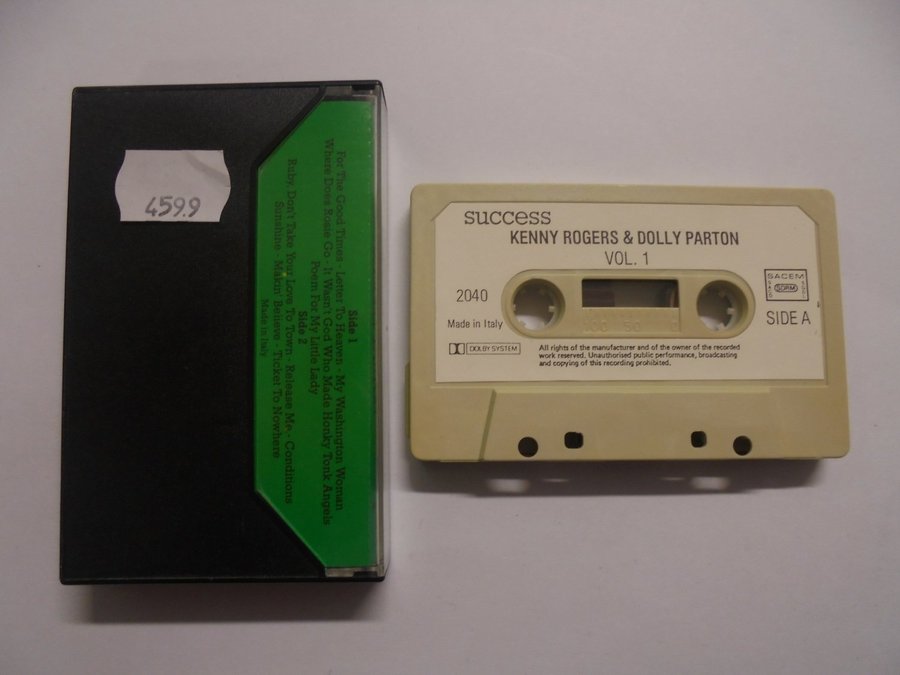 459.9
Side 1
For The Good Times - Letter To Heaven - My Washington Woman
Where Does Rosie Go - It Wasn't God Who Made Honky Tonk Angels
Poem For My Little Lady
Side 2
Ruby, Don't Take Your Love To Town - Release Me - Conditions
Sunshine - Makin' Believe - Ticket To Nowhere
Made in Italy
success
KENNY ROGERS & DOLLY PARTON
VOL. 1
2040
Made in Italy
DOLBY SYSTEM
100 50 0
SACEM
SDRM
SIDE A
All rights of the manufacturer and of the owner of the recorded
work reserved. Unauthorised public performance, broadcasting
and copying of this recording prohibited.